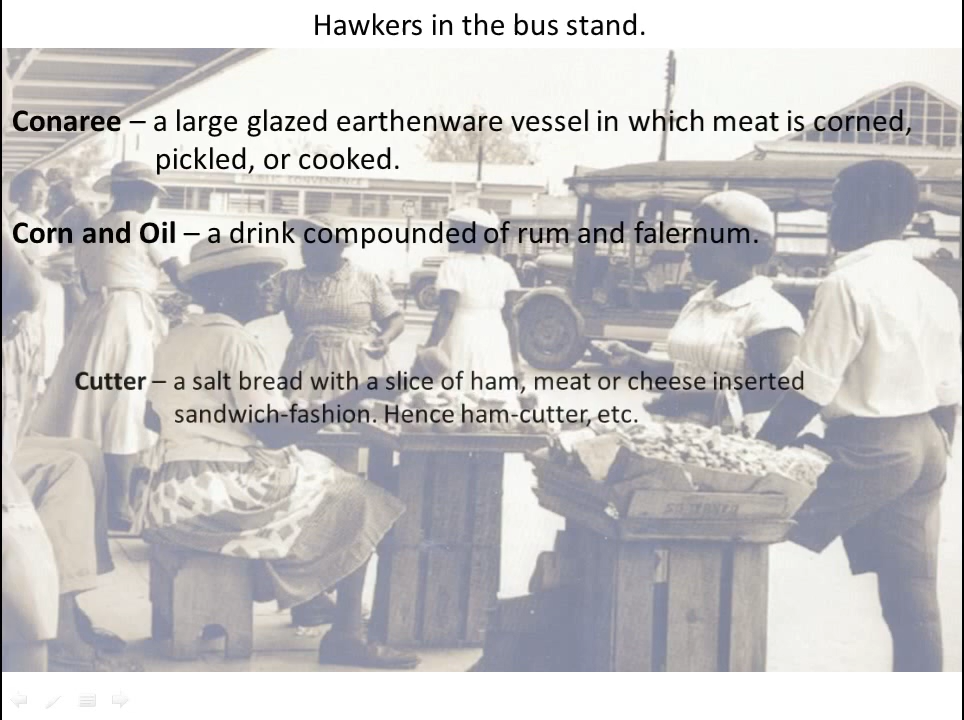 Hawkers in the bus stand.
Conaree – a large glazed earthenware vessel in which meat is corned,
pickled, or cooked.
Corn and Oil – a drink compounded of rum and falernum.
Cutter – a salt bread with a slice of ham, meat or cheese inserted
sandwich-fashion. Hence ham-cutter, etc.